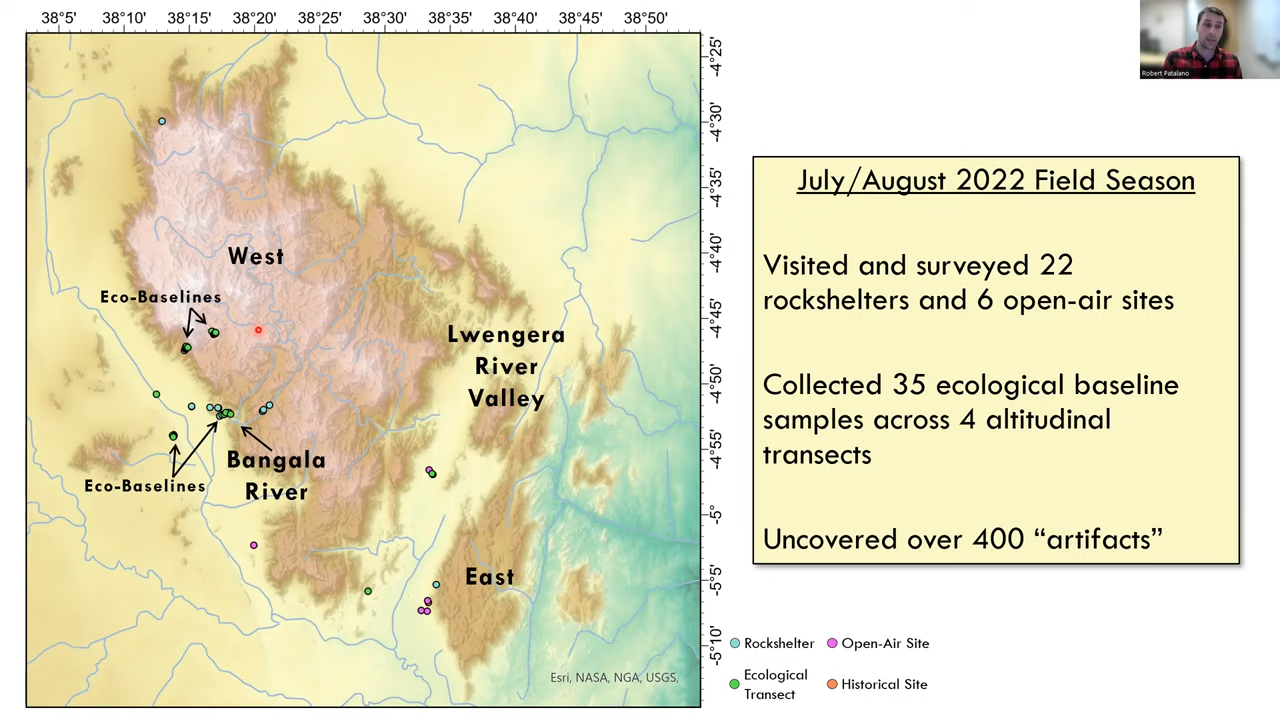 38°5' 38°10' 38°15' 38°20' 38°25' 38°30' 38°35' 38°40' 38°45' 38°50'
-4°25'
-4°30'
-4°35'
-4°40'
-4°45'
-4°50'
-4°55'
-5°
-5°5'
-5°10'
West
Eco-Baselines
Lwengera
River
Valley
Bangala
River
Eco-Baselines
East
Esri, NASA, NGA, USGS,
Robert Patalano
July/August 2022 Field Season
Visited and surveyed 22
rockshelters and 6 open-air sites
Collected 35 ecological baseline
samples across 4 altitudinal
transects
Uncovered over 400 “artifacts”
Rockshelter
Open-Air Site
Ecological
Transect
Historical Site